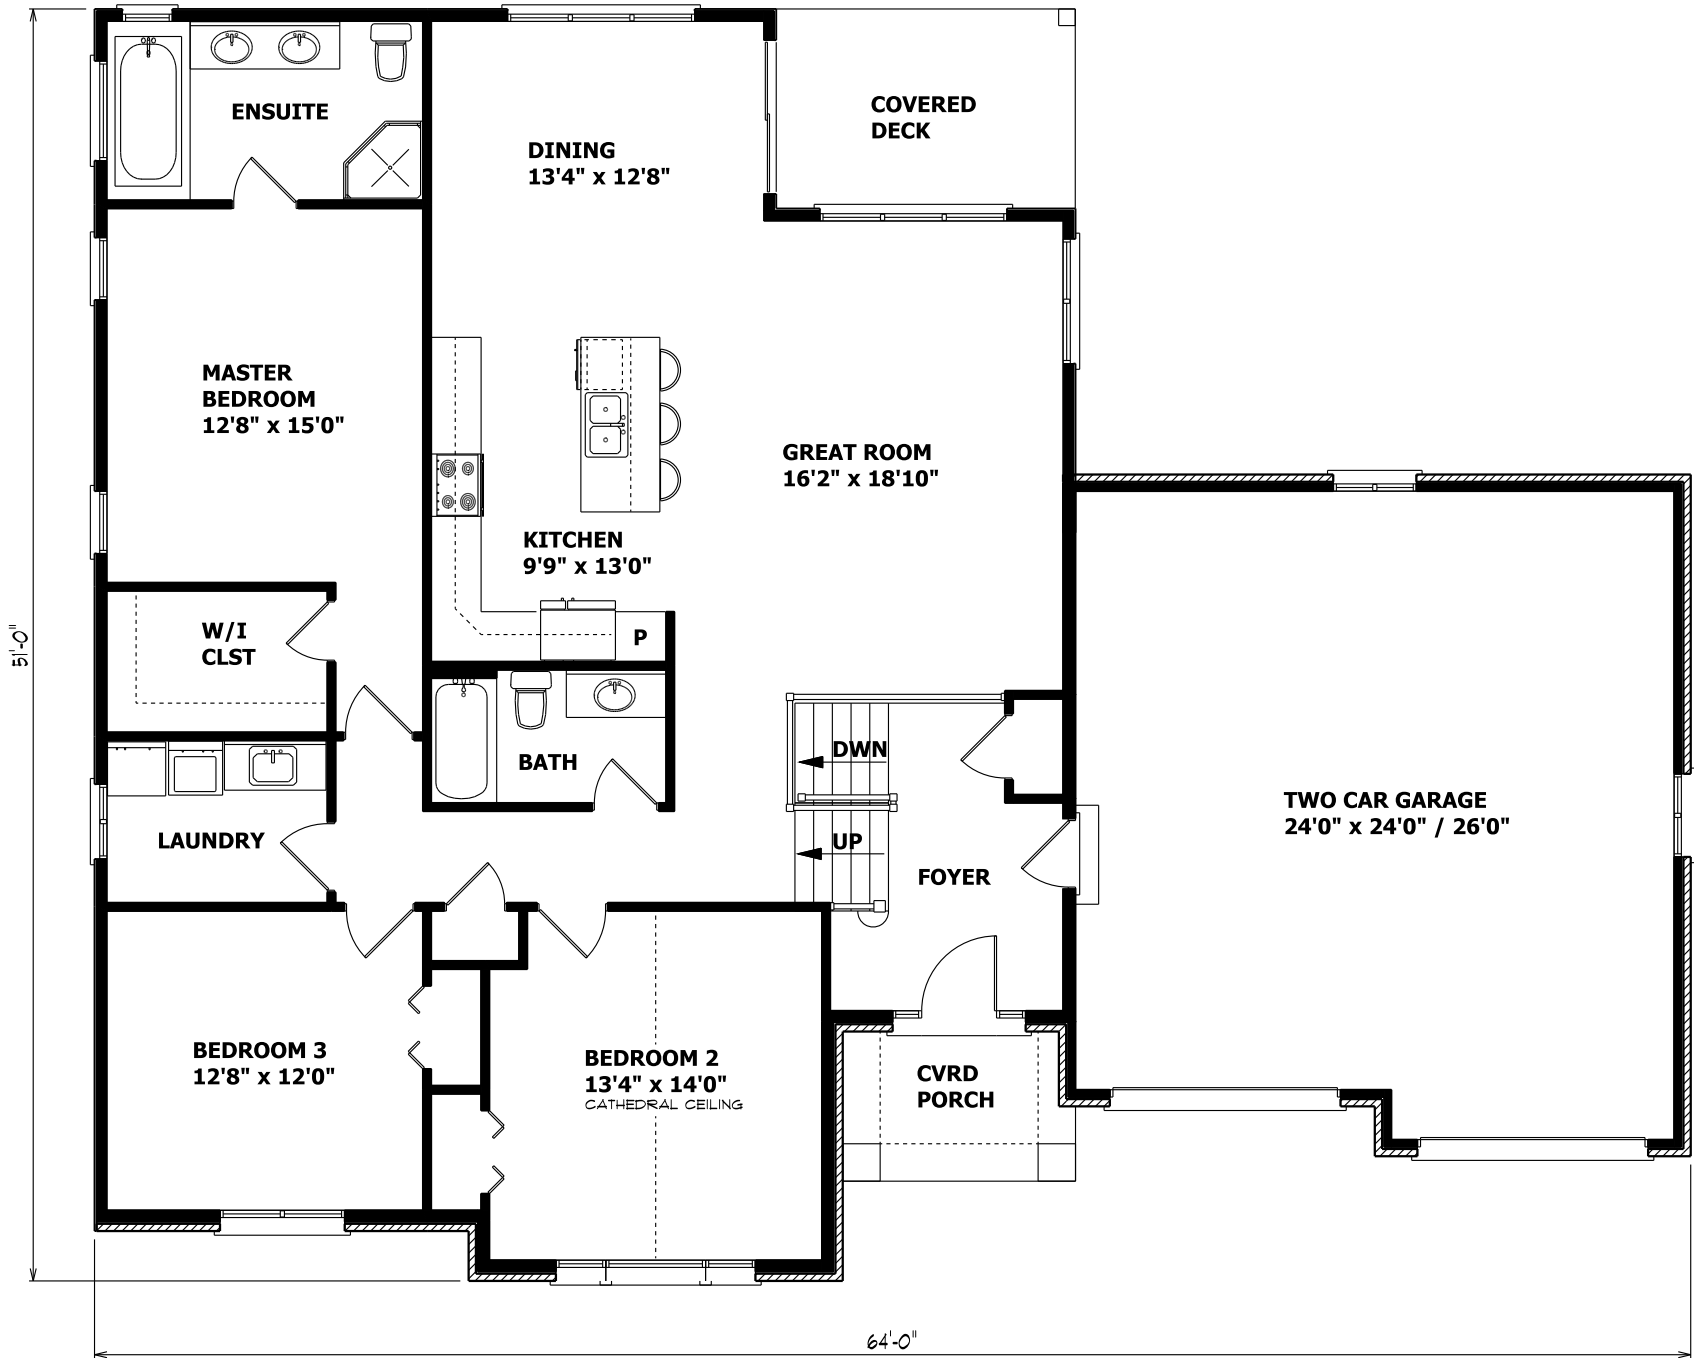 ENSUITE
COVERED
DECK
DINING
13'4" x 12'8"
MASTER
BEDROOM
12'8" x 15'0"
GREAT ROOM
16'2" x 18'10"
KITCHEN
9'9" x 13'0"
P
W/I
CLST
51'-0"
BATH
DWN
LAUNDRY
UP
FOYER
TWO CAR GARAGE
24'0" x 24'0" / 26'0"
BEDROOM 3
12'8" x 12'0"
BEDROOM 2
13'4" x 14'0"
CATHEDRAL CEILING
CVRD
PORCH
64'-0"